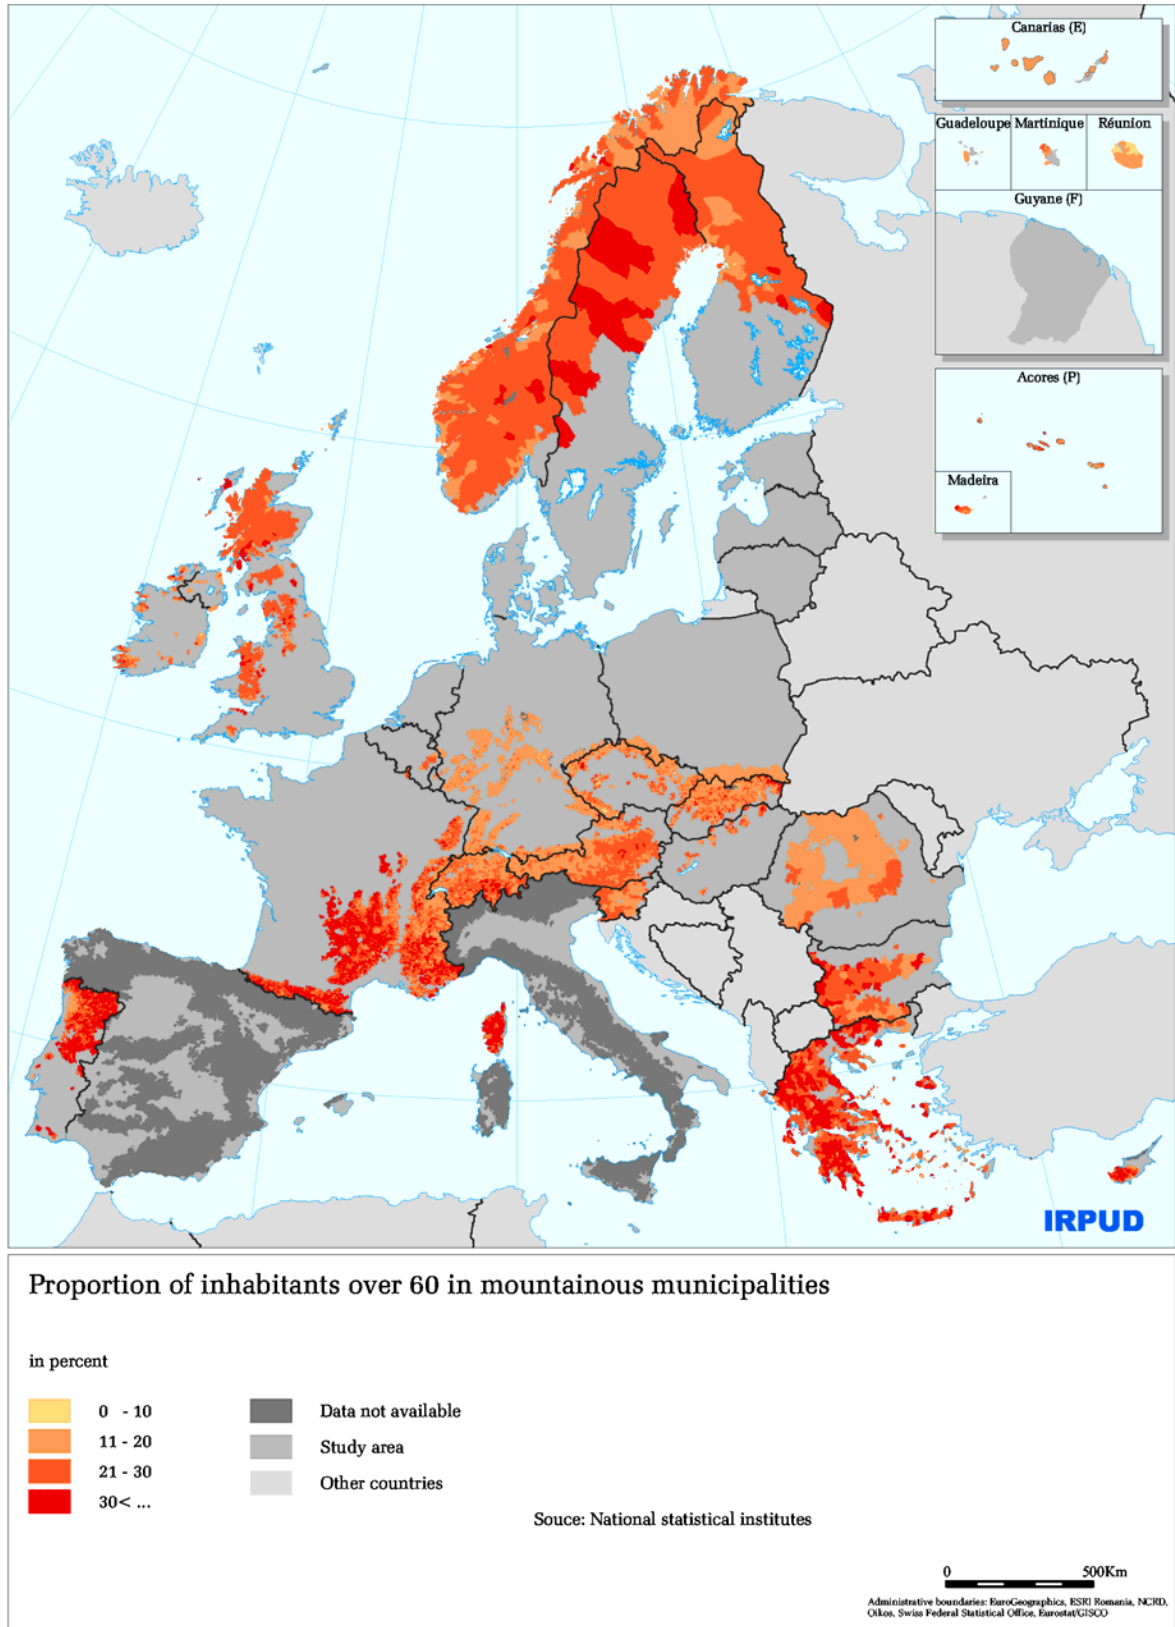 Canarias (E)
Guadeloupe
Martinique
Réunion
Guyane (F)
Acores (P)
Madeira
IRPUD
Proportion of inhabitants over 60 in mountainous municipalities
in percent
0 - 10
11 - 20
21 - 30
30< ...
Data not available
Study area
Other countries
Souce: National statistical institutes
0 500Km
Administrative boundaries: EuroGeographics, ESRI Romania, NCRD,
Oikos, Swiss Federal Statistical Office, Eurostat/GISCO